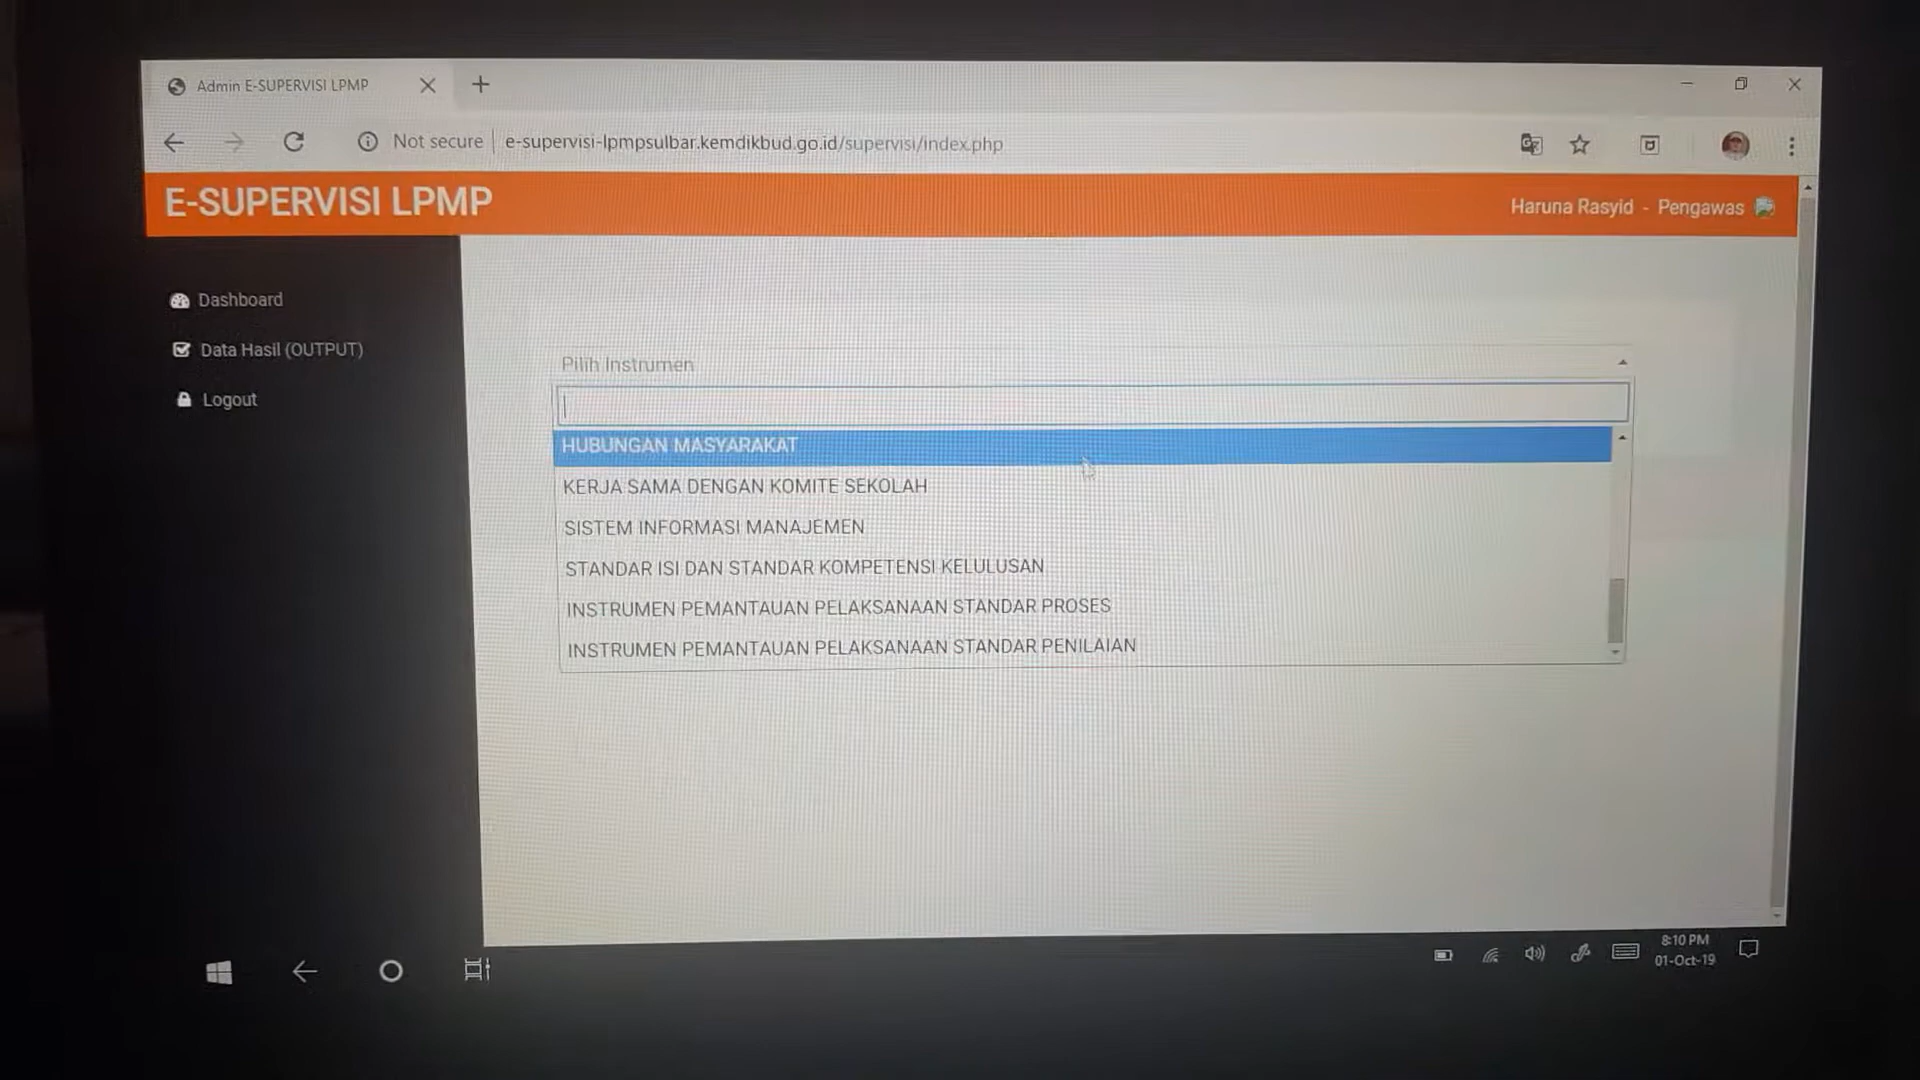 Admin E-SUPERVISI LPMP
Not secure e-supervisi-lpmpsulbar.kemdikbud.go.id/supervisi/index.php
E-SUPERVISI LPMP
Haruna Rasyid - Pengawas
Dashboard
Data Hasil (OUTPUT)
Logout
Pilih Instrumen
HUBUNGAN MASYARAKAT
KERJA SAMA DENGAN KOMITE SEKOLAH
SISTEM INFORMASI MANAJEMEN
STANDAR ISI DAN STANDAR KOMPETENSI KELULUSAN
INSTRUMEN PEMANTAUAN PELAKSANAAN STANDAR PROSES
INSTRUMEN PEMANTAUAN PELAKSANAAN STANDAR PENILAIAN
8:10 PM
01-Oct-19